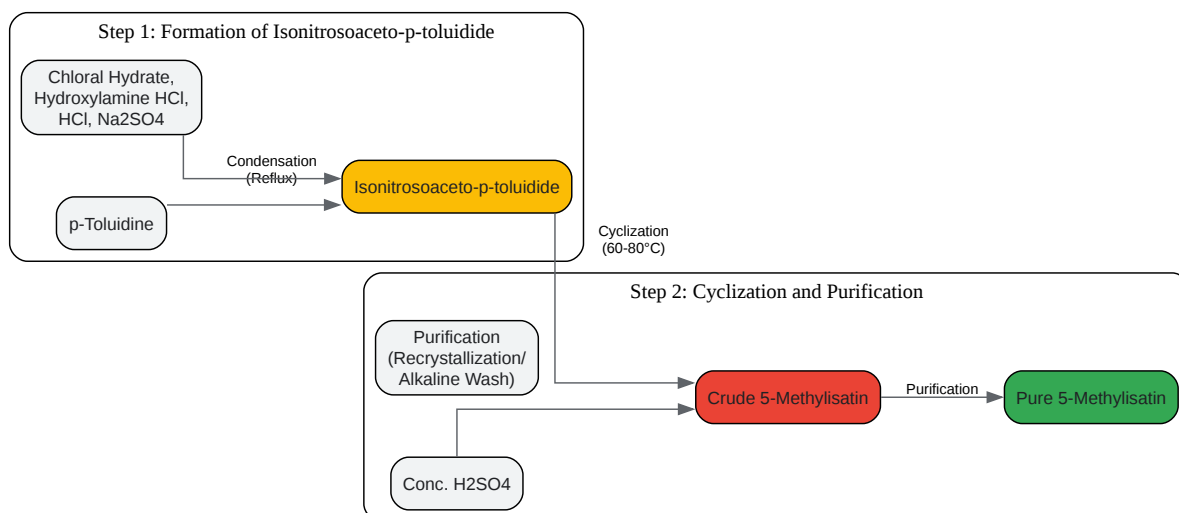 Step 1: Formation of Isonitrosoaceto-p-toluidide
Chloral Hydrate,
Hydroxylamine HCl,
HCl, Na2SO4
Condensation
(Reflux)
Isonitrosoaceto-p-toluidide
p-Toluidine
Cyclization
(60-80°C)
Step 2: Cyclization and Purification
Purification
(Recrystallization/
Alkaline Wash)
Crude 5-Methylisatin
Purification
Pure 5-Methylisatin
Conc. H2SO4